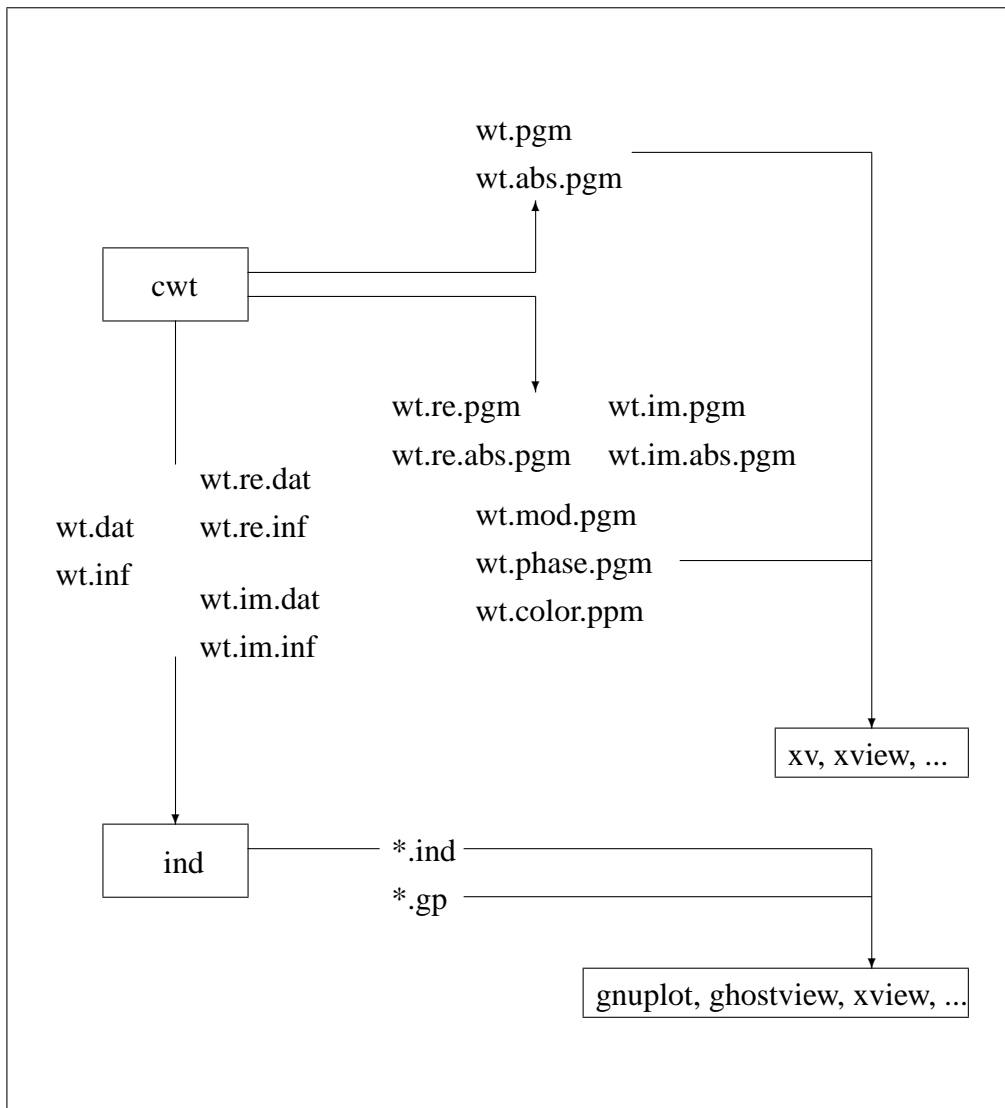 wt.pgm
wt.abs.pgm
cwt
wt.re.pgm
wt.im.pgm
wt.re.abs.pgm
wt.im.abs.pgm
wt.re.dat
wt.re.inf
wt.dat
wt.inf
wt.im.dat
wt.im.inf
wt.mod.pgm
wt.phase.pgm
wt.color.ppm
xv, xview, ...
ind
*.ind
*.gp
gnuplot, ghostview, xview, ...